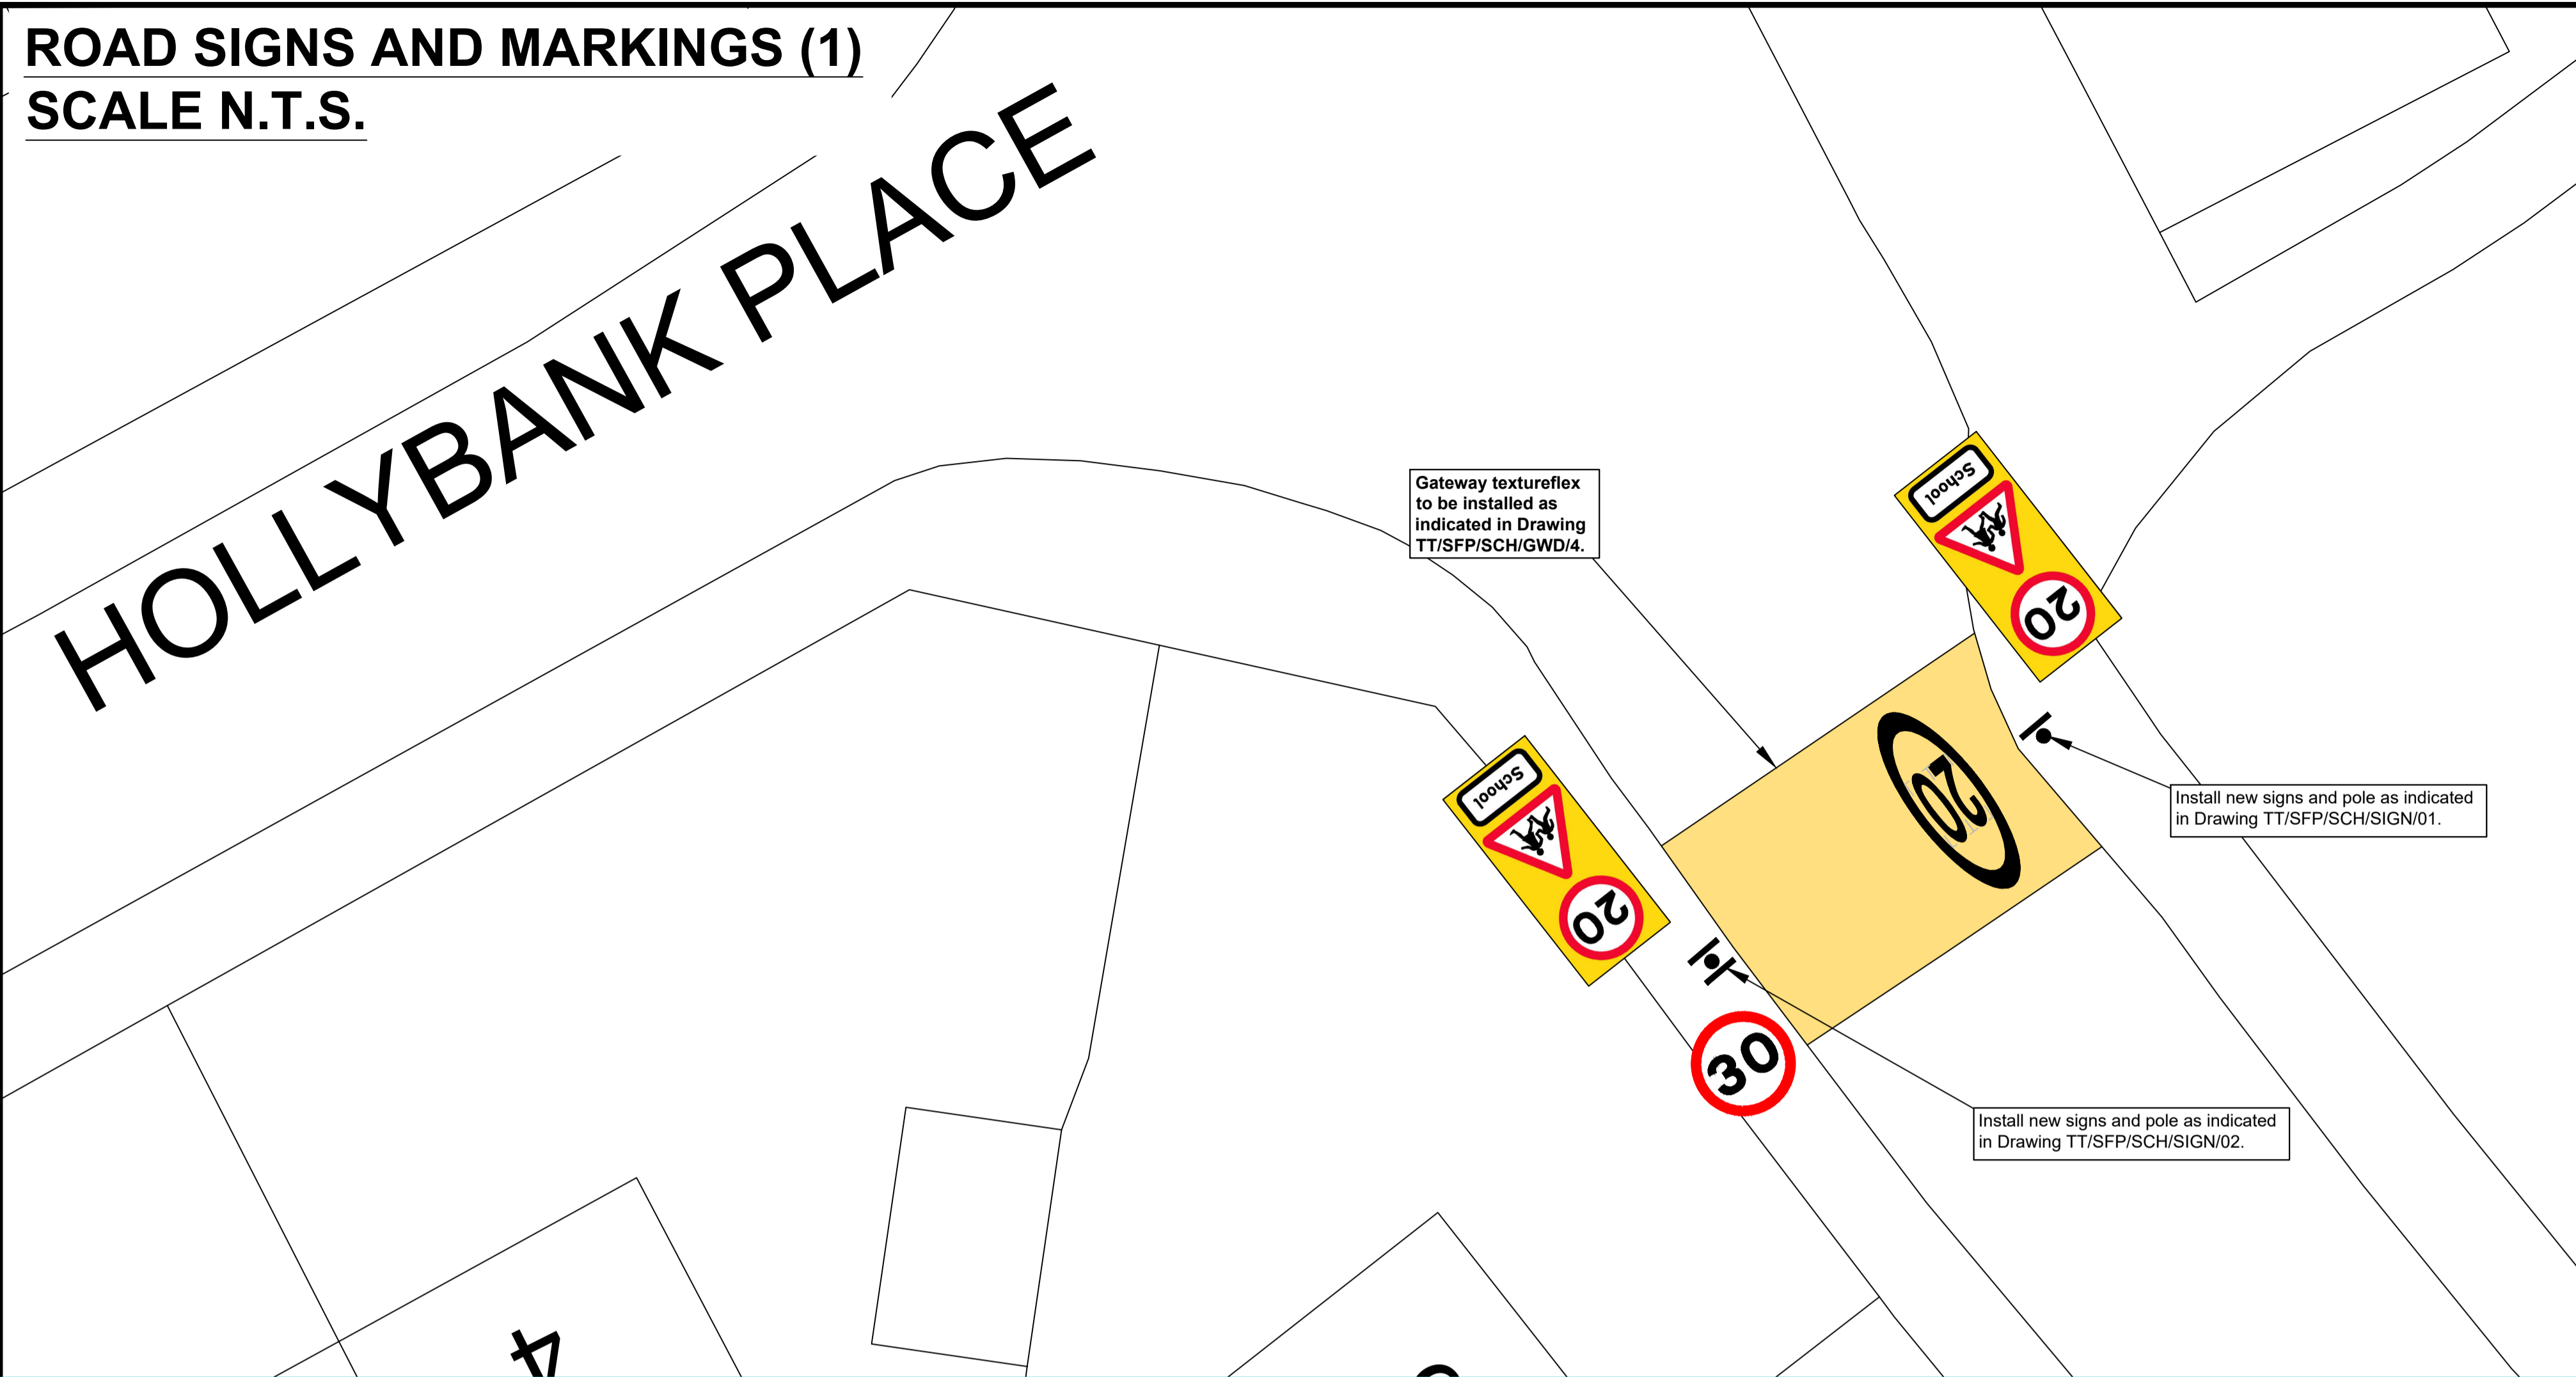 ROAD SIGNS AND MARKINGS (1)
SCALE N.T.S.
HOLLYBANK PLACE
Gateway textureflex
to be installed as
indicated in Drawing
TT/SFP/SCH/GWD/4.
School
20
School
20
20
Install new signs and pole as indicated
in Drawing TT/SFP/SCH/SIGN/01.
30
Install new signs and pole as indicated
in Drawing TT/SFP/SCH/SIGN/02.
4